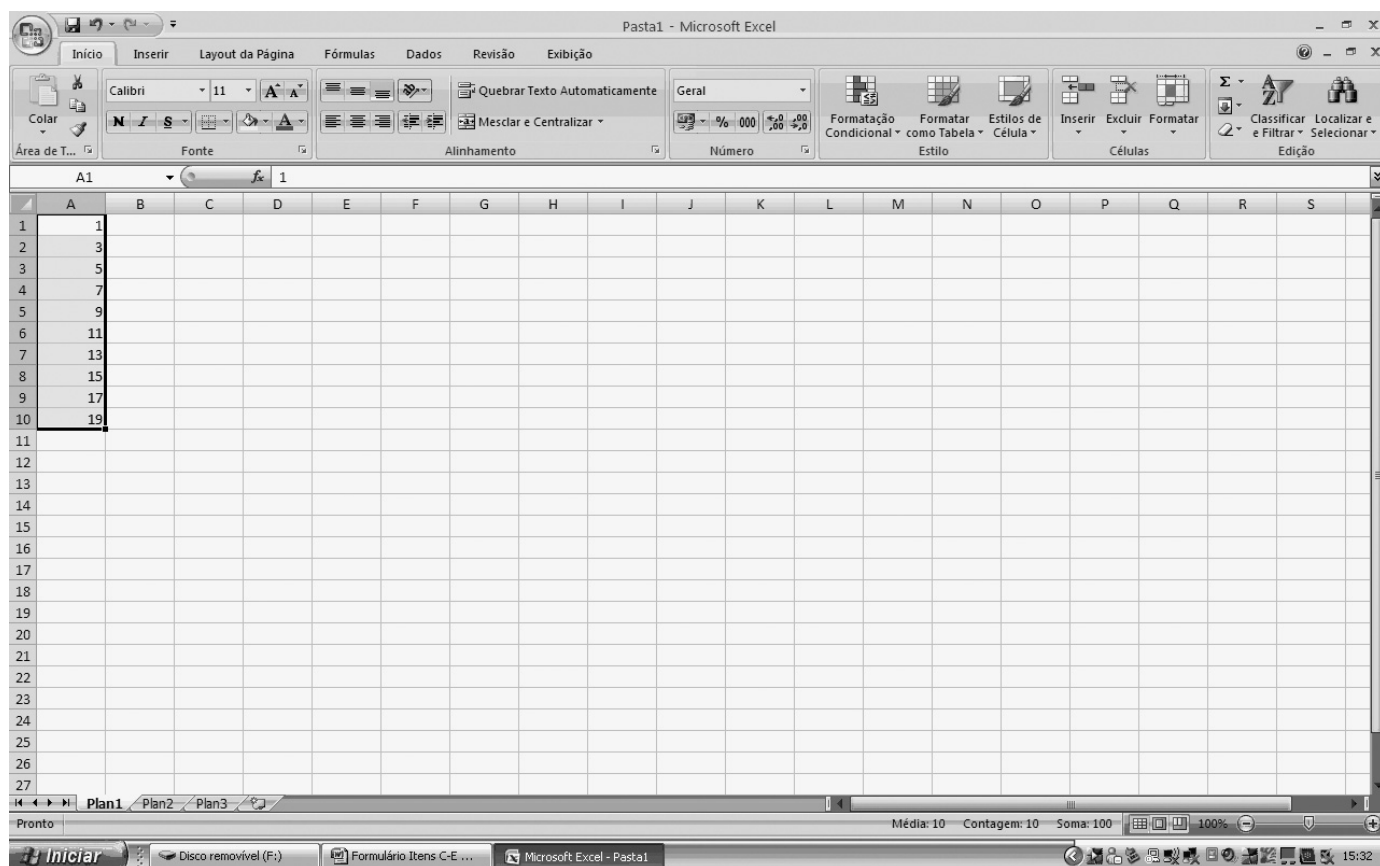 Pasta1 - Microsoft Excel
Início Inserir Layout da Página Fórmulas Dados Revisão Exibição
Calibri 11 A A Quebrar Texto Automaticamente Geral Σ
Colar Formatação Formatar Estilos de Inserir Excluir Formatar Classificar Localizar e
N I S A Mesclar e Centralizar % 000 Condicional como Tabela Célula e Filtrar Selecionar
Área de T... Fonte Alinhamento Número Estilo Células Edição
A1 fx 1
A B C D E F G H I J K L M N O P Q R S
1 1
2 3
3 5
4 7
5 9
6 11
7 13
8 15
9 17
10 19
11
12
13
14
15
16
17
18
19
20
21
22
23
24
25
26
27
Plan1 Plan2 Plan3
Pronto Média: 10 Contagem: 10 Soma: 100 100%
Iniciar Disco removível (F:) Formulário Itens C-E ... Microsoft Excel - Pasta1 15:32